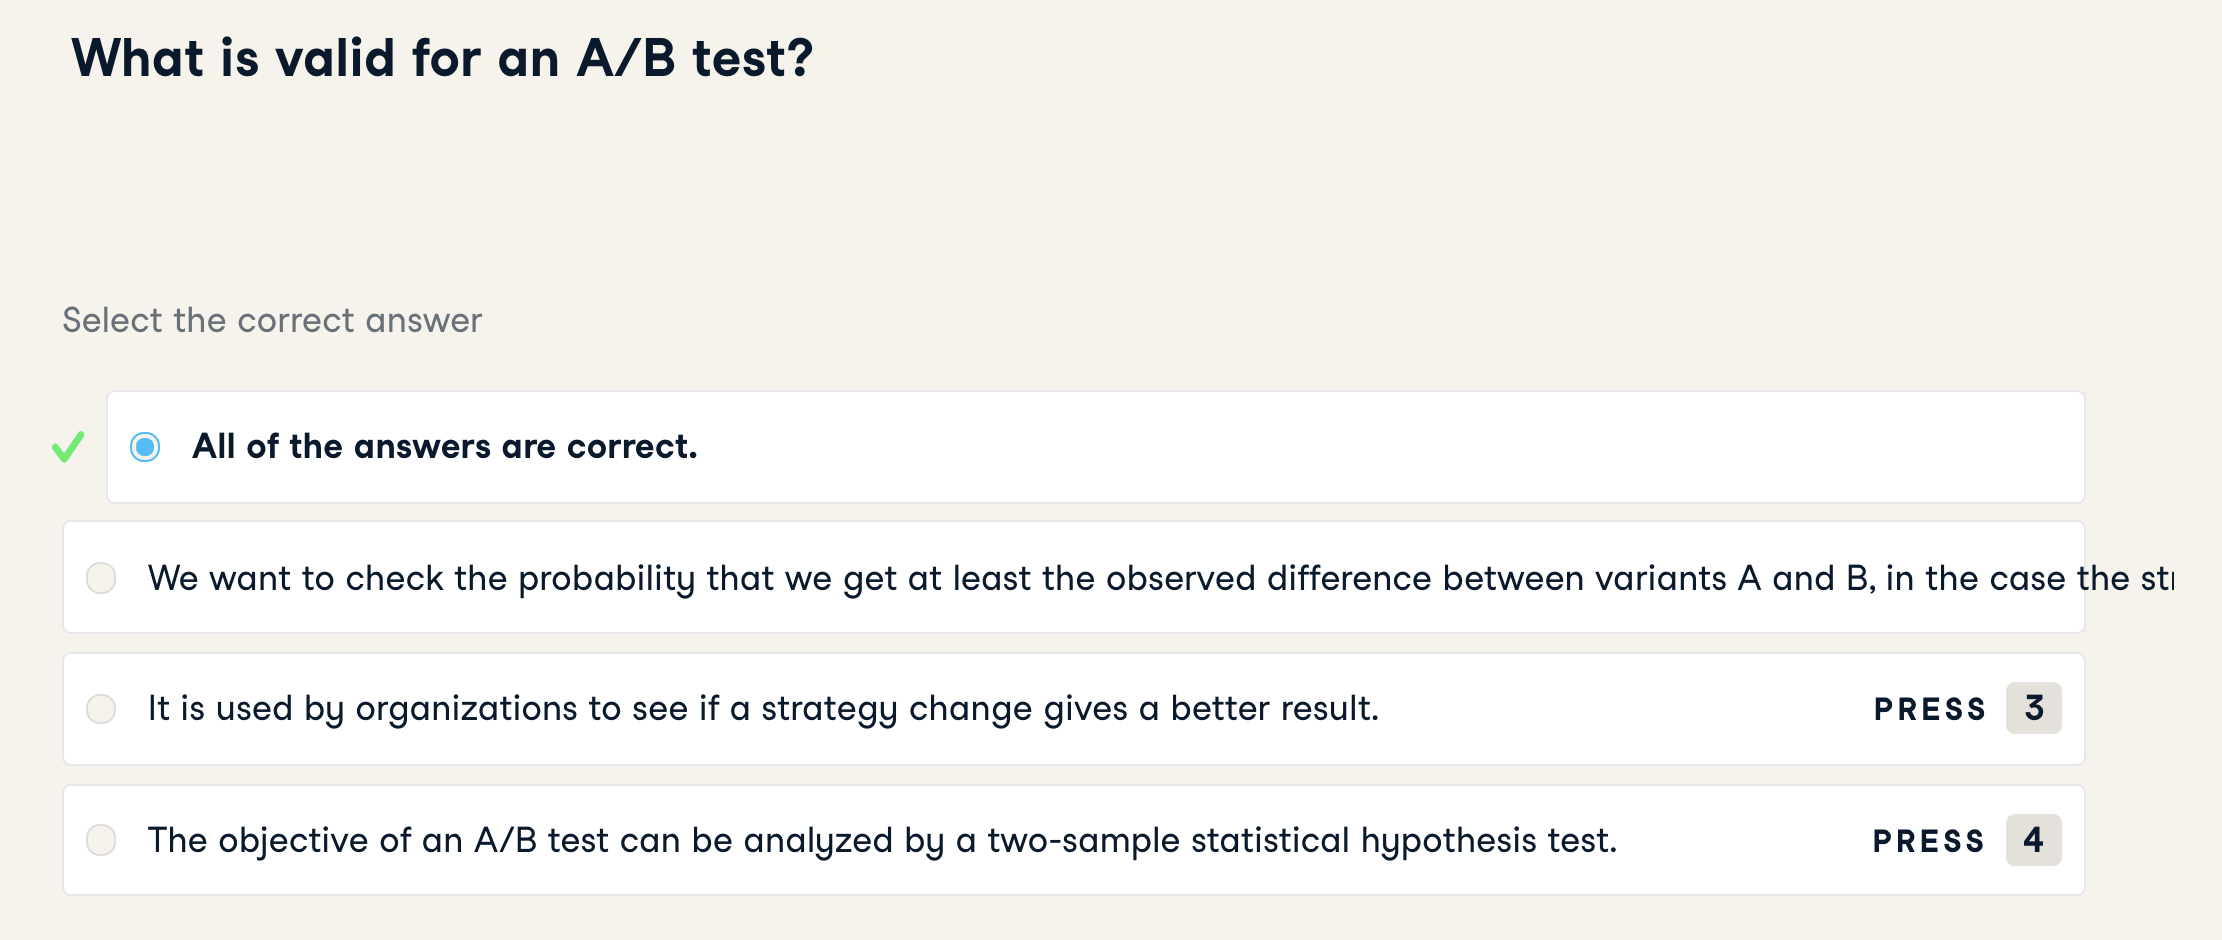 What is valid for an A/B test?
Select the correct answer
All of the answers are correct.
We want to check the probability that we get at least the observed difference between variants A and B, in the case the
It is used by organizations to see if a strategy change gives a better result.
PRESS 3
The objective of an A/B test can be analyzed by a two-sample statistical hypothesis test.
PRESS 4